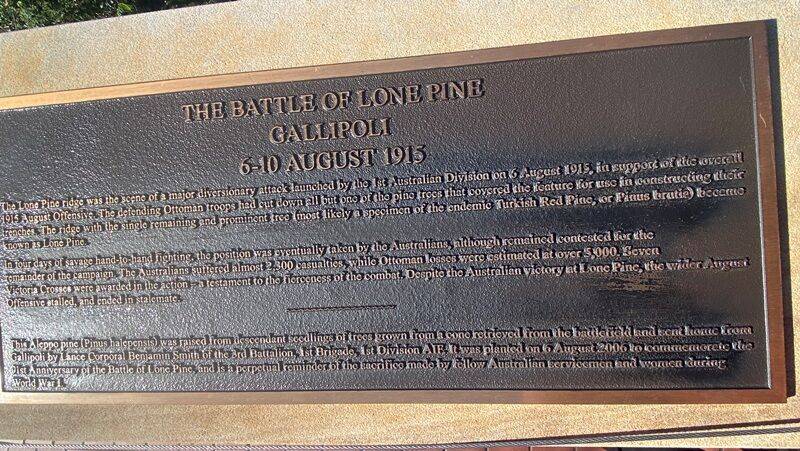 THE BATTLE OF LONE PINE
GALLIPOLI
6-10 AUGUST 1915
The Lone Pine ridge was the scene of a major diversionary attack launched by the 1st Australian Division on 6 August 1915, in support of the overall
1915 August Offensive. The defending Ottoman troops had cut down all but one of the pine trees that covered the feature for use in constructing their
trenches. The ridge with the single remaining and prominent tree (most likely a specimen of the endemic Turkish Red Pine, or Pinus brutia) became
known as Lone Pine.
In four days of savage hand-to-hand fighting, the position was eventually taken by the Australians, although remained contested for the
remainder of the campaign. The Australians suffered almost 2,300 casualties, while Ottoman losses were estimated at over 5,000. Seven
Victoria Crosses were awarded in the action – a testament to the fierceness of the combat. Despite the Australian victory at Lone Pine, the wider August
Offensive stalled, and ended in stalemate.
This Aleppo pine (Pinus halepensis) was raised from descendant seedlings of trees grown from a cone retrieved from the battlefield and sent home from
Gallipoli by Lance Corporal Benjamin Smith of the 3rd Battalion, 1st Brigade, 1st Division AIF. It was planted on 6 August 2006 to commemorate the
91st Anniversary of the Battle of Lone Pine, and is a perpetual reminder of the sacrifice made by fellow Australian servicemen and women during
World War I.